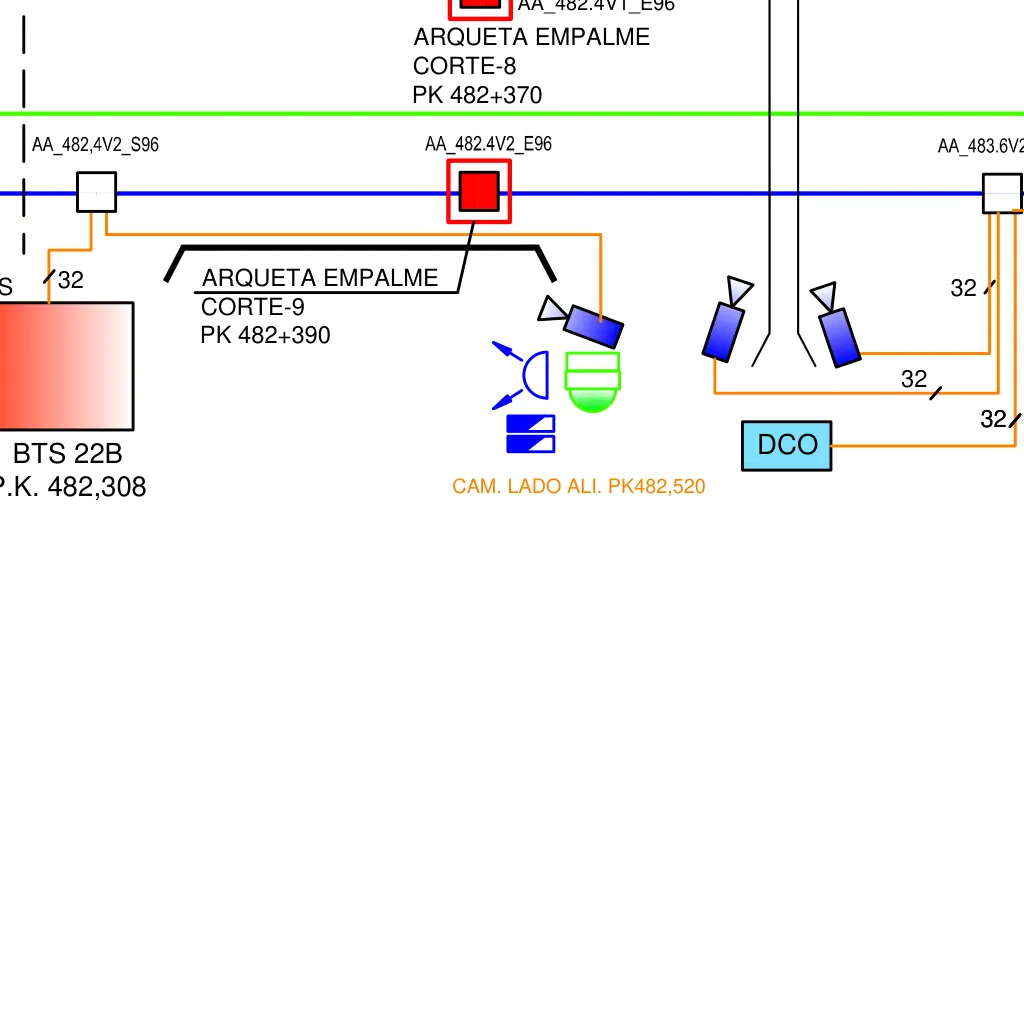 AA_482.4V1_E96
ARQUETA EMPALME
CORTE-8
PK 482+370
AA_482,4V2_S96
AA_482.4V2_E96
AA_483.6V2
S
32
ARQUETA EMPALME
CORTE-9
PK 482+390
32
32
32
DCO
BTS 22B
P.K. 482,308
CAM. LADO ALI. PK482,520